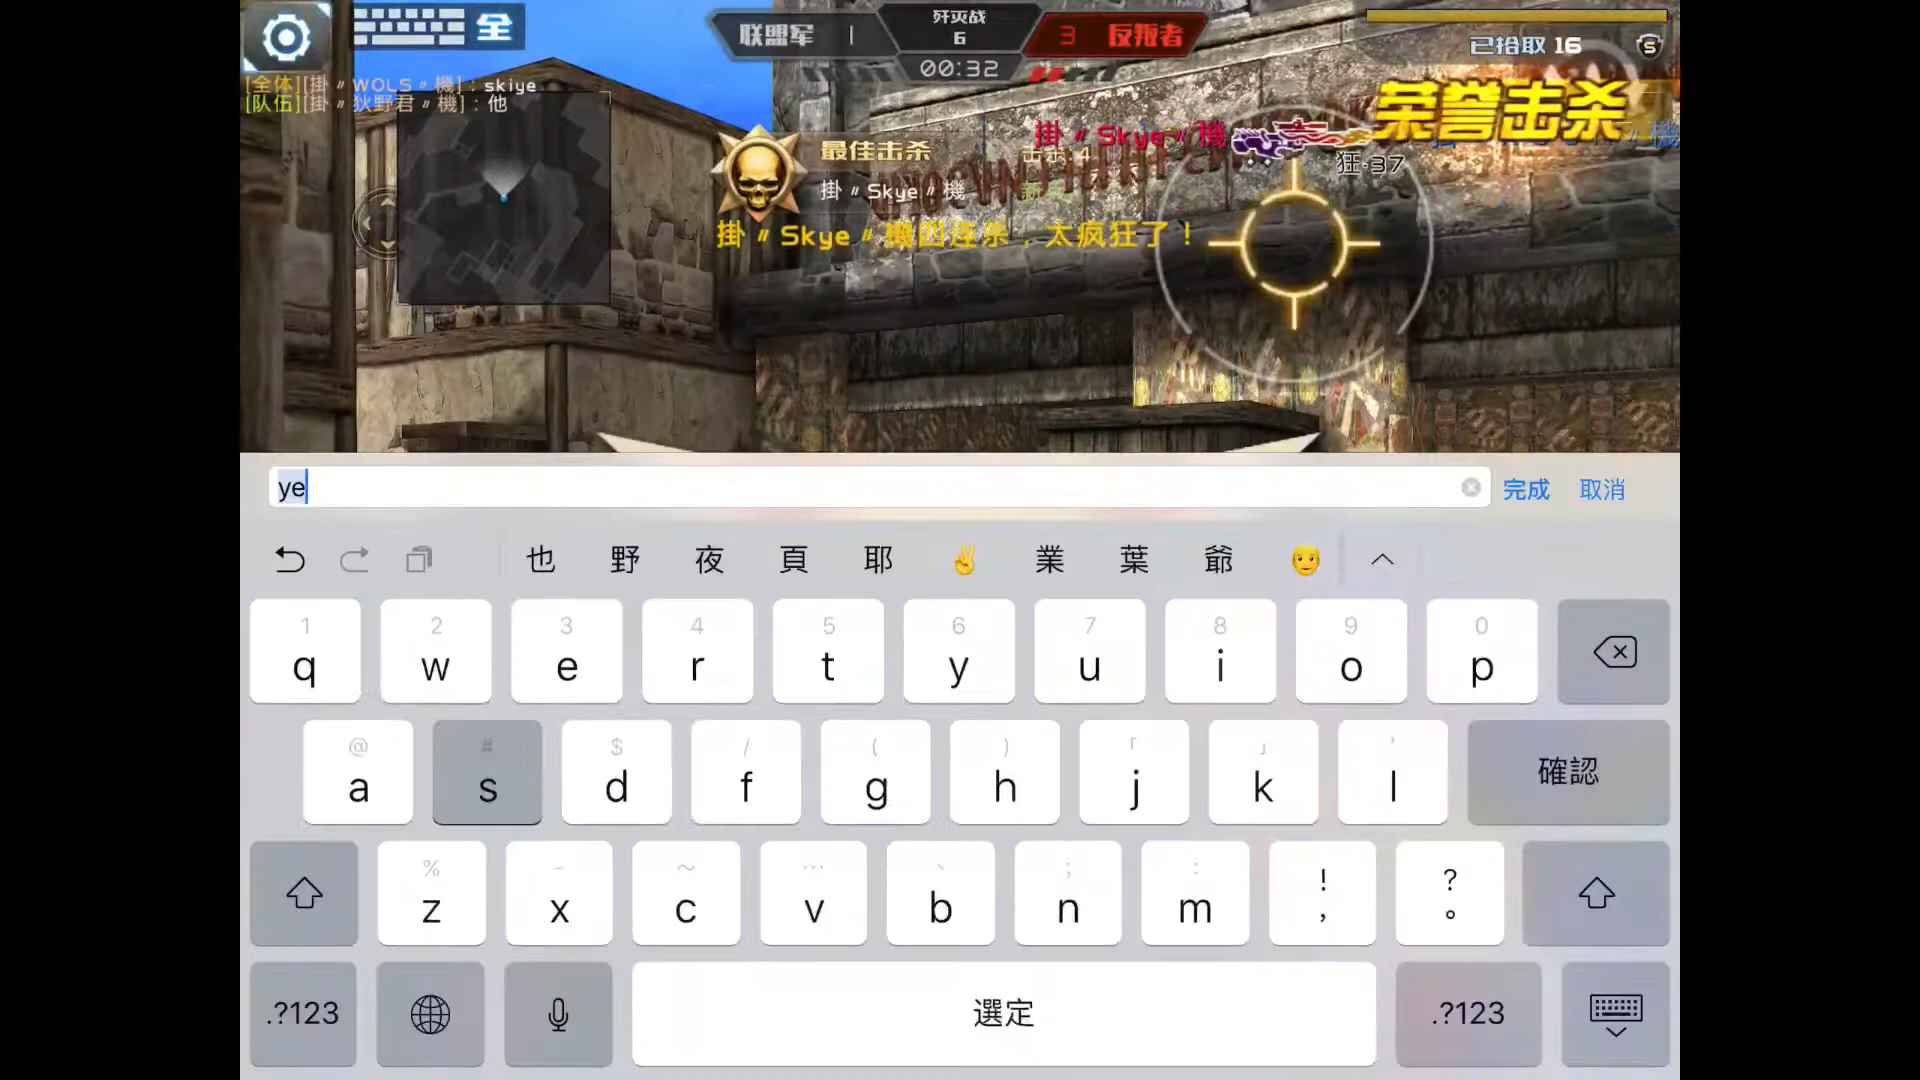 全
联盟军 1
歼灭战
6
3 反叛者
00:32
已拾取 16
[全体][掛〃WOLS〃機]：skiye
[队伍][掛〃狄野君〃機]：他
荣誉击杀
掛〃Skye〃機
狂·37
最佳击杀
击杀:4
掛〃Skye〃機
掛〃Skye〃機四连杀，太疯狂了！
ye
完成 取消
也 野 夜 頁 耶 ✌️ 業 葉 爺 👨
1 2 3 4 5 6 7 8 9 0
q w e r t y u i o p
@ # $ / ( ) 「 」 '
a s d f g h j k l 確認
% - ~ … 、 ; : ! ?
z x c v b n m , 。
.?123 選定 .?123